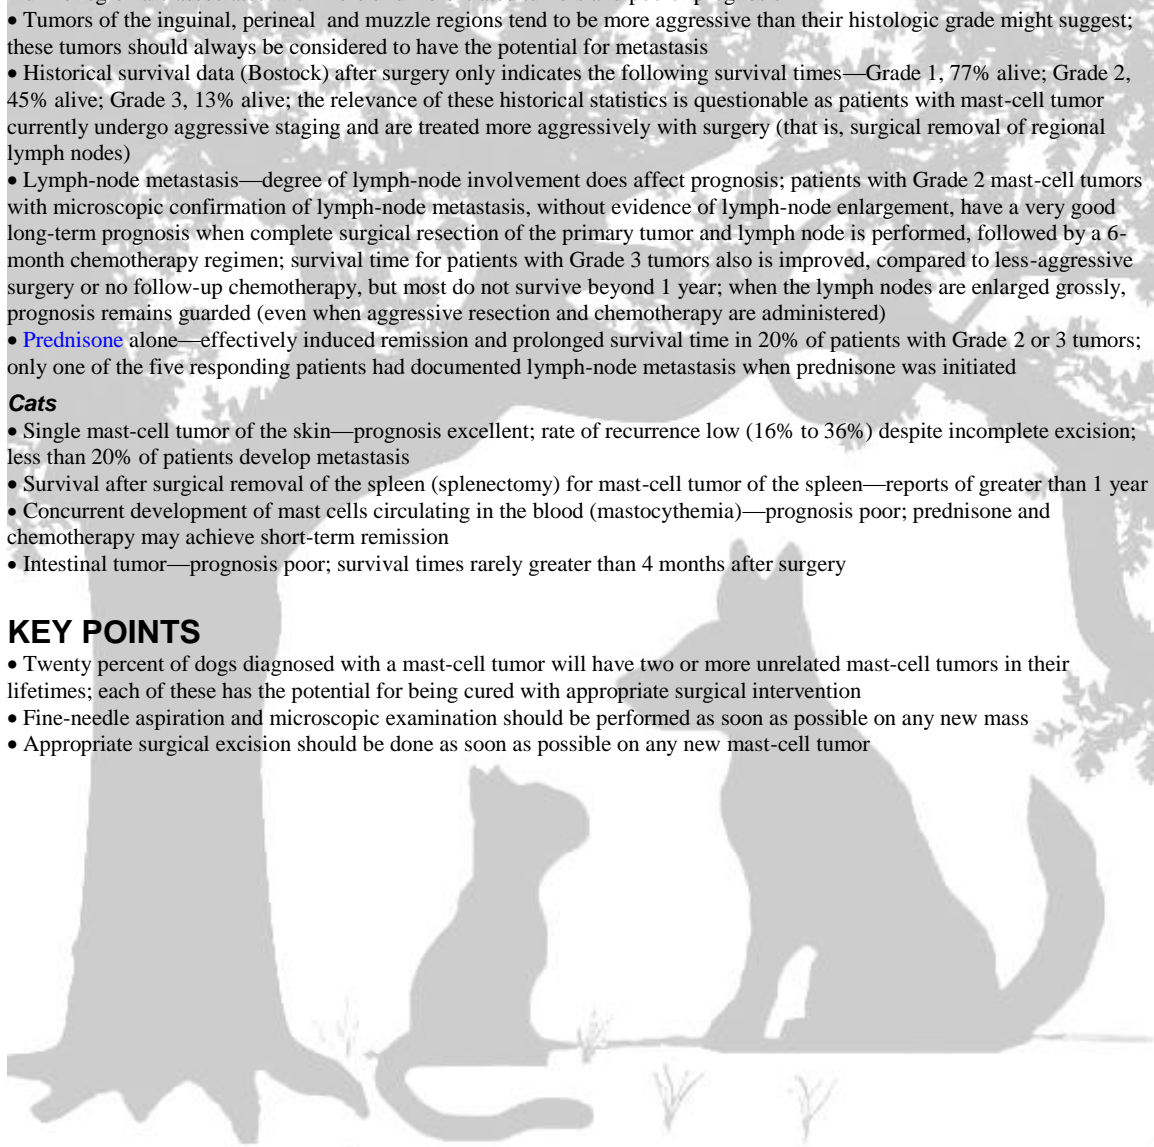 • Tumors of the inguinal, perineal  and muzzle regions tend to be more aggressive than their histologic grade might suggest;
these tumors should always be considered to have the potential for metastasis
• Historical survival data (Bostock) after surgery only indicates the following survival times—Grade 1, 77% alive; Grade 2,
45% alive; Grade 3, 13% alive; the relevance of these historical statistics is questionable as patients with mast-cell tumor
currently undergo aggressive staging and are treated more aggressively with surgery (that is, surgical removal of regional
lymph nodes)
• Lymph-node metastasis—degree of lymph-node involvement does affect prognosis; patients with Grade 2 mast-cell tumors
with microscopic confirmation of lymph-node metastasis, without evidence of lymph-node enlargement, have a very good
long-term prognosis when complete surgical resection of the primary tumor and lymph node is performed, followed by a 6-
month chemotherapy regimen; survival time for patients with Grade 3 tumors also is improved, compared to less-aggressive
surgery or no follow-up chemotherapy, but most do not survive beyond 1 year; when the lymph nodes are enlarged grossly,
prognosis remains guarded (even when aggressive resection and chemotherapy are administered)
• Prednisone alone—effectively induced remission and prolonged survival time in 20% of patients with Grade 2 or 3 tumors;
only one of the five responding patients had documented lymph-node metastasis when prednisone was initiated
Cats
• Single mast-cell tumor of the skin—prognosis excellent; rate of recurrence low (16% to 36%) despite incomplete excision;
less than 20% of patients develop metastasis
• Survival after surgical removal of the spleen (splenectomy) for mast-cell tumor of the spleen—reports of greater than 1 year
• Concurrent development of mast cells circulating in the blood (mastocythemia)—prognosis poor; prednisone and
chemotherapy may achieve short-term remission
• Intestinal tumor—prognosis poor; survival times rarely greater than 4 months after surgery
KEY POINTS
• Twenty percent of dogs diagnosed with a mast-cell tumor will have two or more unrelated mast-cell tumors in their
lifetimes; each of these has the potential for being cured with appropriate surgical intervention
• Fine-needle aspiration and microscopic examination should be performed as soon as possible on any new mass
• Appropriate surgical excision should be done as soon as possible on any new mast-cell tumor